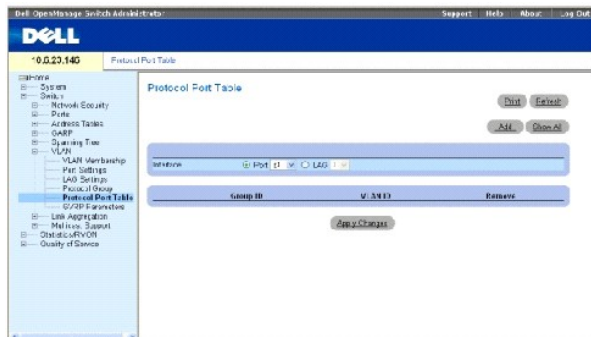 Dell OpenManage Switch Administrator
Support Help About Log Out
DELL
10.6.23.146
Protocol Port Table
Home
System
Switch
Network Security
Ports
Address Tables
GARP
Spanning Tree
VLAN
VLAN Membership
Port Settings
LAG Settings
Protocol Group
Protocol Port Table
GVRP Parameters
Link Aggregation
Multicast Support
Statistics/RMON
Quality of Service
Protocol Port Table
Print Refresh
Add Show All
Interface Port g1 LAG 1
Group ID VLAN ID Remove
Apply Changes